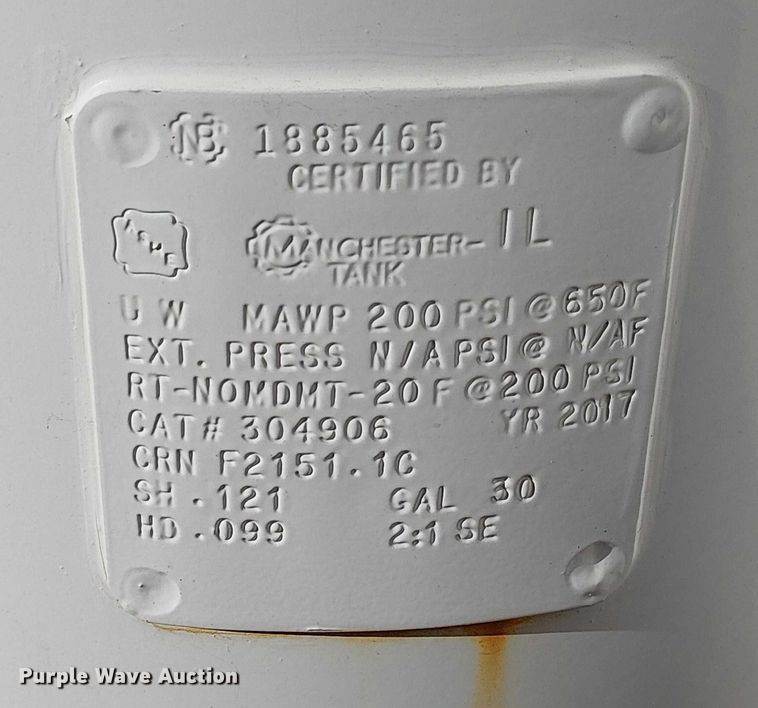 NB 1885465
CERTIFIED BY
ASME
MANCHESTER- IL
TANK
U W MAWP 200 PSI @ 650F
EXT. PRESS N/A PSI @ N/AF
RT-NOMDMT-20F @ 200 PSI
CAT# 304906 YR 2017
CRN F2151.1C
SH .121 GAL 30
HD .099 2:1 SE
Purple Wave Auction